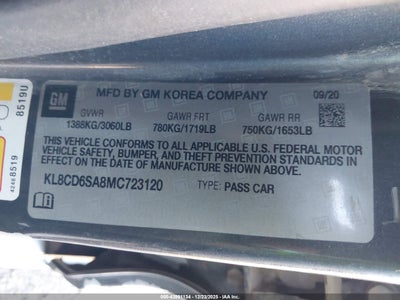 GM
MFD BY GM KOREA COMPANY
09/20
GVWR GAWR FRT GAWR RR
1388KG/3060LB 780KG/1719LB 750KG/1653LB
THIS VEHICLE CONFORMS TO ALL APPLICABLE U.S. FEDERAL MOTOR
VEHICLE SAFETY, BUMPER, AND THEFT PREVENTION STANDARDS IN
EFFECT ON THE DATE OF MANUFACTURE SHOWN ABOVE.
KL8CD6SA8MC723120 TYPE: PASS CAR
8519U
4248 8519